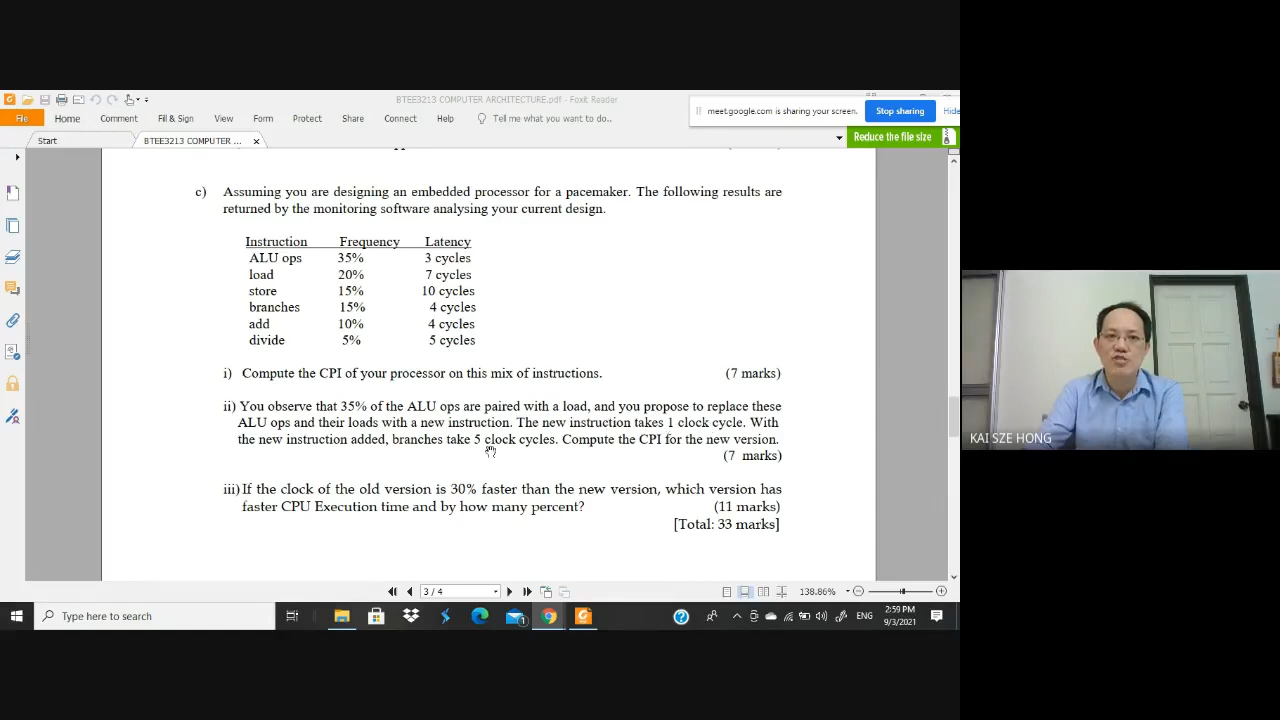 BTEE3213 COMPUTER ARCHITECTURE.pdf - Foxit Reader
meet.google.com is sharing your screen.
Stop sharing
Hide
File
Home
Comment
Fill & Sign
View
Form
Protect
Share
Connect
Help
Tell me what you want to do..
Start
BTEE3213 COMPUTER ...
Reduce the file size
c) Assuming you are designing an embedded processor for a pacemaker. The following results are
returned by the monitoring software analysing your current design.
Instruction Frequency Latency
ALU ops 35% 3 cycles
load 20% 7 cycles
store 15% 10 cycles
branches 15% 4 cycles
add 10% 4 cycles
divide 5% 5 cycles
i) Compute the CPI of your processor on this mix of instructions. (7 marks)
ii) You observe that 35% of the ALU ops are paired with a load, and you propose to replace these
ALU ops and their loads with a new instruction. The new instruction takes 1 clock cycle. With
the new instruction added, branches take 5 clock cycles. Compute the CPI for the new version.
(7 marks)
iii) If the clock of the old version is 30% faster than the new version, which version has
faster CPU Execution time and by how many percent? (11 marks)
[Total: 33 marks]
KAI SZE HONG
3 / 4
138.86%
Type here to search
1
ENG
2:59 PM
9/3/2021